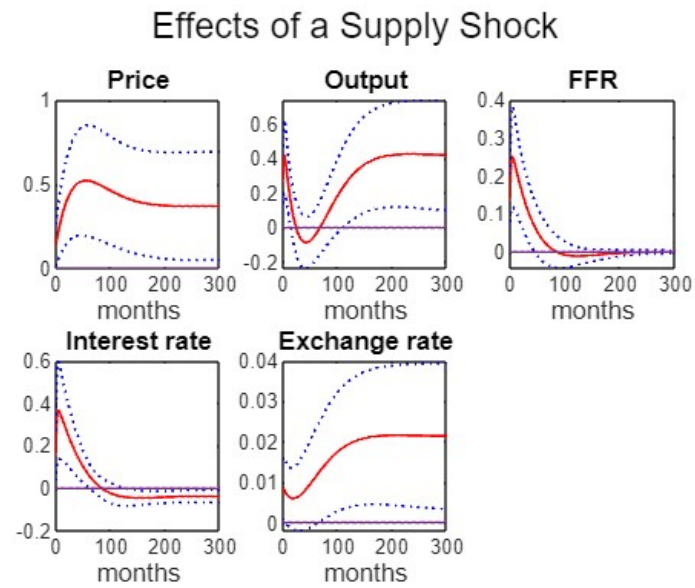 Effects of a Supply Shock
Price
Output
FFR
1
0.5
0
0 100 200 300
months
0.6
0.4
0.2
0
-0.2
0 100 200 300
months
0.4
0.3
0.2
0.1
0
0 100 200 300
months
Interest rate
Exchange rate
0.6
0.4
0.2
0
-0.2
0 100 200 300
months
0.04
0.03
0.02
0.01
0
0 100 200 300
months